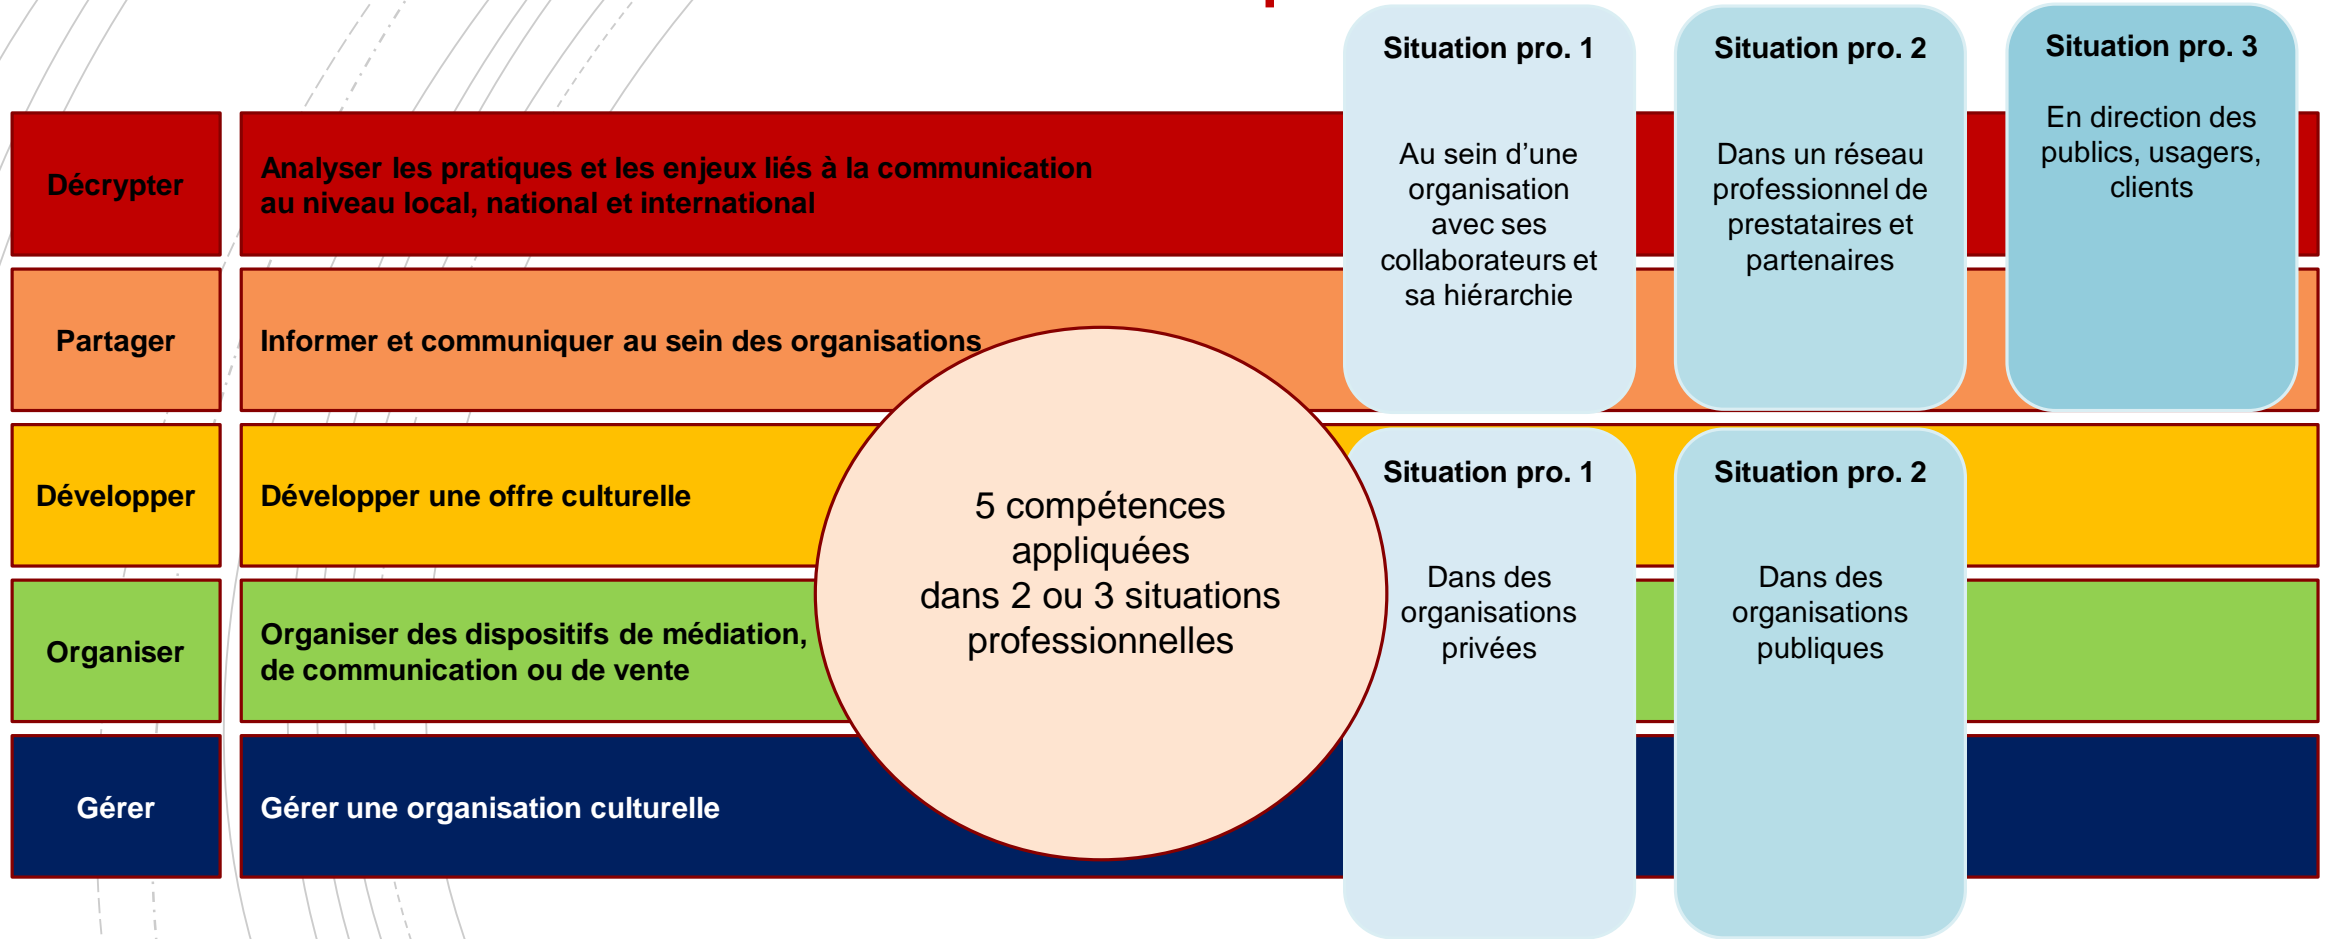 Situation pro. 1
Au sein d’une
organisation
avec ses
collaborateurs et
sa hiérarchie
Situation pro. 2
Dans un réseau
professionnel de
prestataires et
partenaires
Situation pro. 3
En direction des
publics, usagers,
clients
Décrypter
Analyser les pratiques et les enjeux liés à la communication
au niveau local, national et international
Partager
Informer et communiquer au sein des organisations
Développer
Développer une offre culturelle
Organiser
Organiser des dispositifs de médiation,
de communication ou de vente
Gérer
Gérer une organisation culturelle
5 compétences
appliquées
dans 2 ou 3 situations
professionnelles
Situation pro. 1
Dans des
organisations
privées
Situation pro. 2
Dans des
organisations
publiques